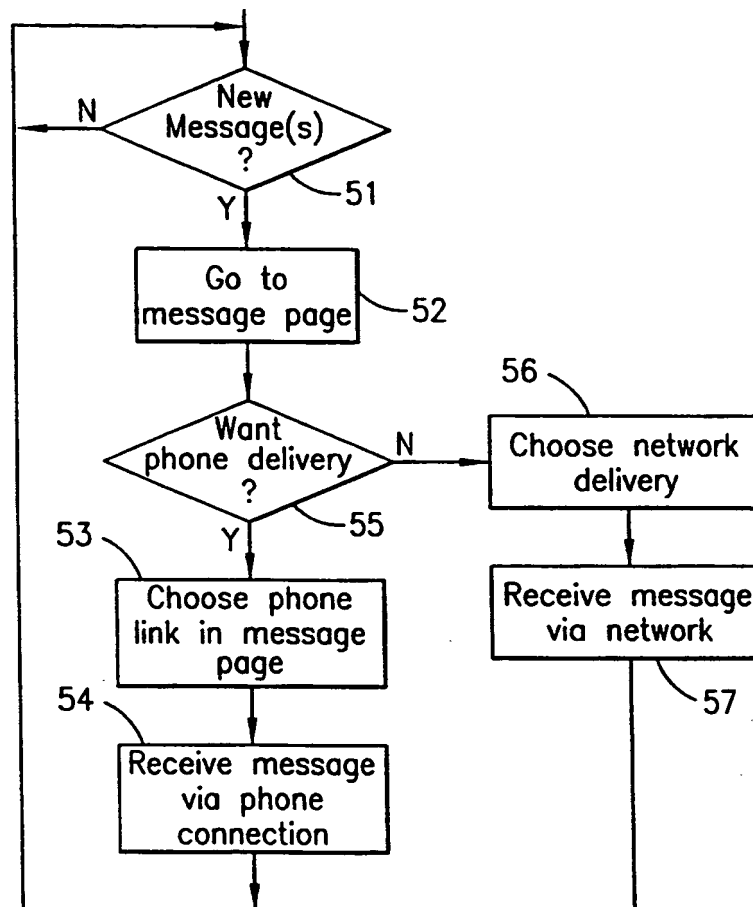 N
New
Message(s)
?
51
Y
Go to
message page
52
Want
phone delivery
?
N
55
Y
56
Choose network
delivery
53
Choose phone
link in message
page
Receive message
via network
57
54
Receive message
via phone
connection